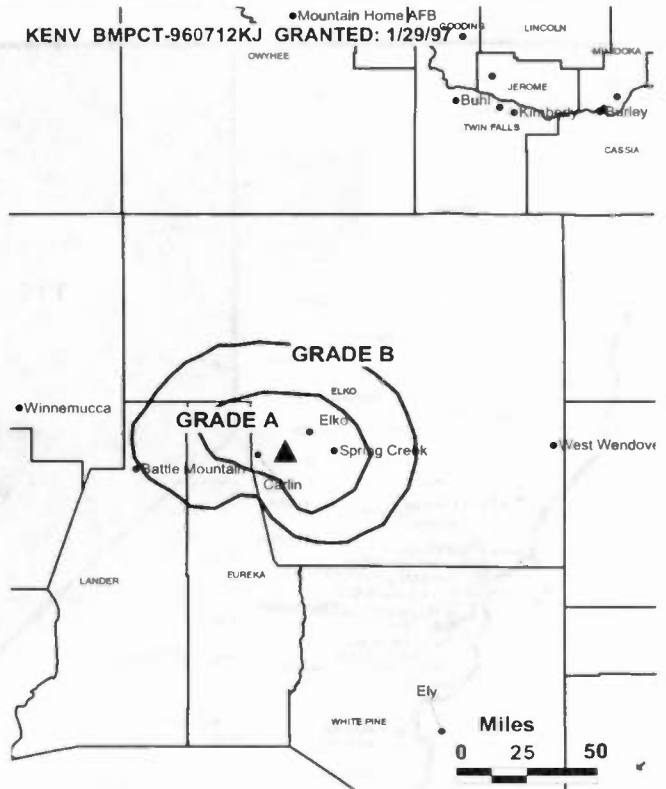 Mountain Home AFB
KENV BMPCT-960712KJ GRANTED: 1/29/97
GOODING
LINCOLN
OWYHEE
MINIDOKA
JEROME
Buhl
Kimberly
Burley
TWIN FALLS
CASSIA
GRADE B
ELKO
Winnemucca
GRADE A
Elko
Spring Creek
West Wendove
Battle Mountain
Carlin
LANDER
EUREKA
Ely
WHITE PINE
Miles
0 25 50